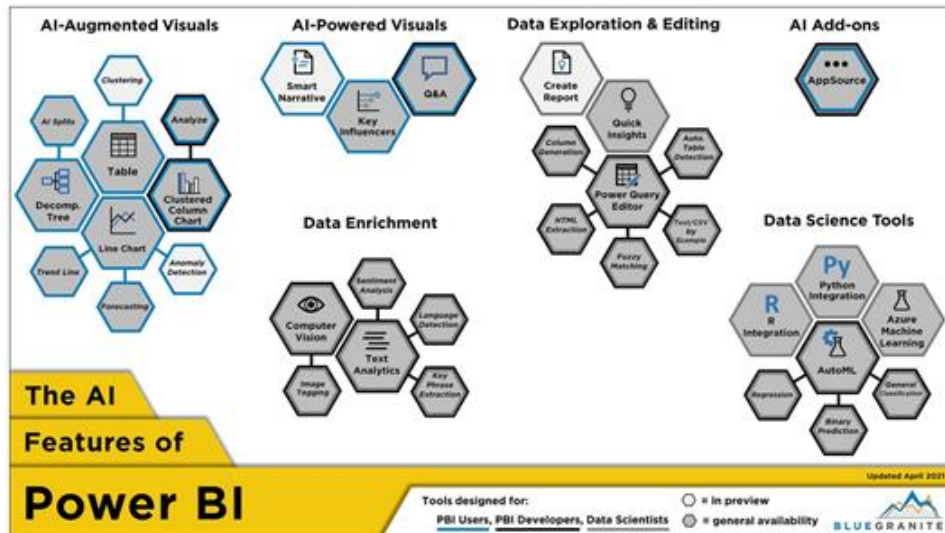 AI-Augmented Visuals
Clustering
AI Splits
Analyze
Table
Decomp.
Tree
Clustered
Column
Chart
Line Chart
Trend Line
Anomaly
Detection
Forecasting
AI-Powered Visuals
Smart
Narrative
Key
Influencers
Q&A
Data Exploration & Editing
Create
Report
Quick
Insights
Column
Generation
Auto.
Table
Detection
Power Query
Editor
HTML
Extraction
Text/CSV
by
Example
Fuzzy
Matching
AI Add-ons
AppSource
Data Enrichment
Sentiment
Analysis
Computer
Vision
Language
Detection
Text
Analytics
Image
Tagging
Key
Phrase
Extraction
Data Science Tools
Py
Python
Integration
R
R
Integration
Azure
Machine
Learning
AutoML
Regression
General
Classification
Binary
Prediction
The AI
Features of
Power BI
Updated April 2021
Tools designed for:
PBI Users, PBI Developers, Data Scientists
= in preview
= general availability
BLUEGRANITE